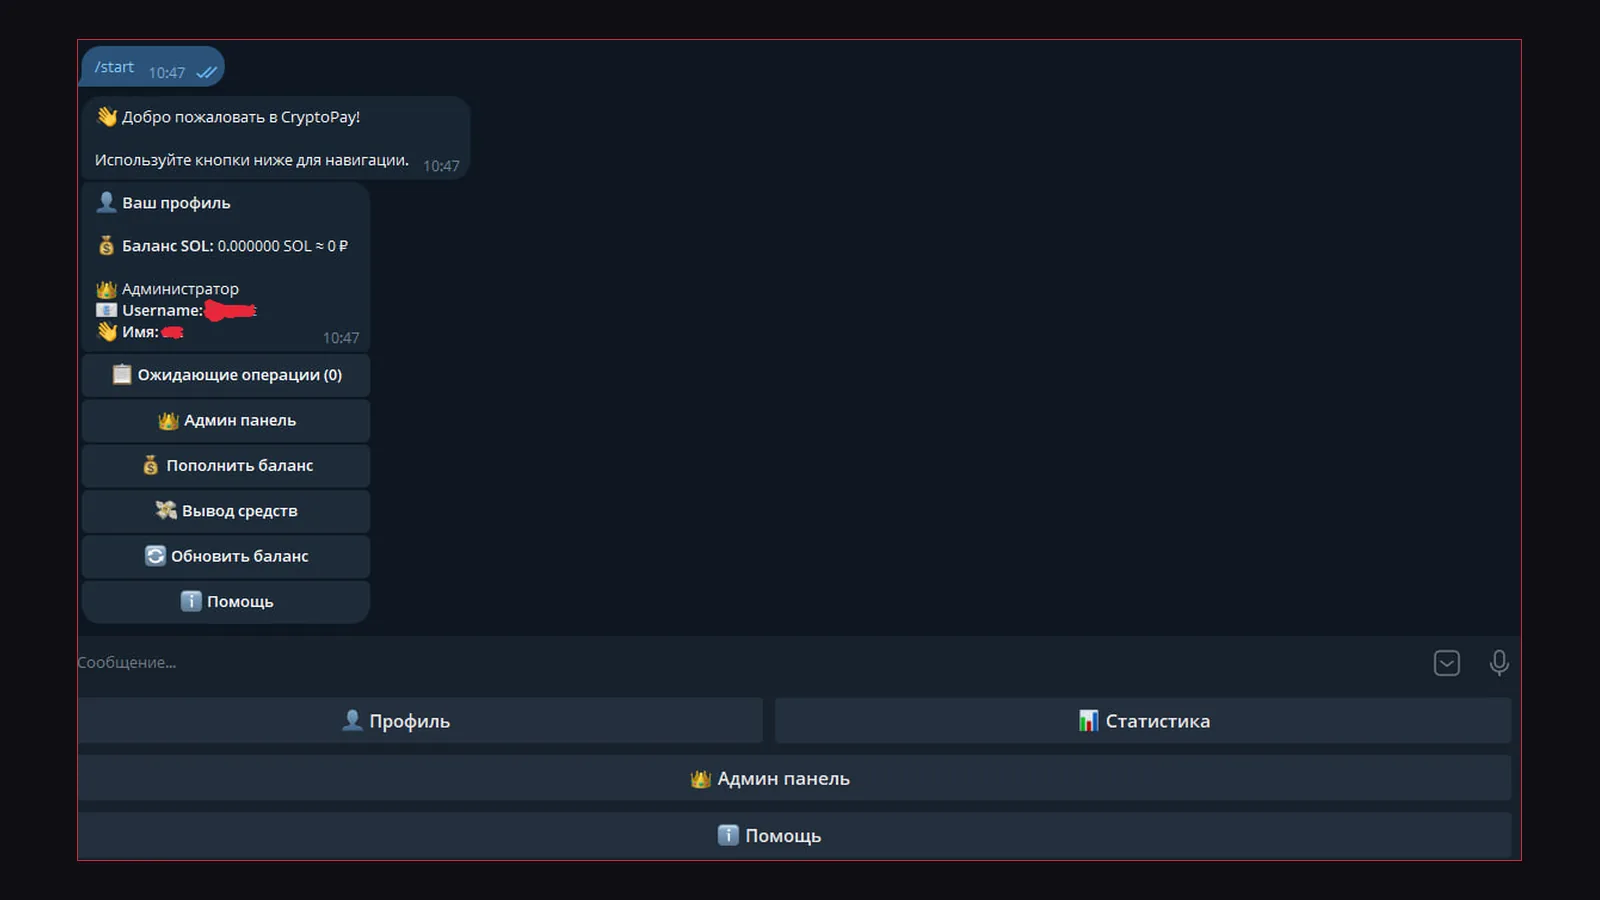 /start 10:47
👋 Добро пожаловать в CryptoPay!
Используйте кнопки ниже для навигации. 10:47
👤 Ваш профиль
💰 Баланс SOL: 0.000000 SOL ≈ 0 ₽
👑 Администратор
📧 Username:
👋 Имя:
10:47
📋 Ожидающие операции (0)
👑 Админ панель
💰 Пополнить баланс
💸 Вывод средств
🔄 Обновить баланс
ℹ️ Помощь
Сообщение...
👤 Профиль
📊 Статистика
👑 Админ панель
ℹ️ Помощь